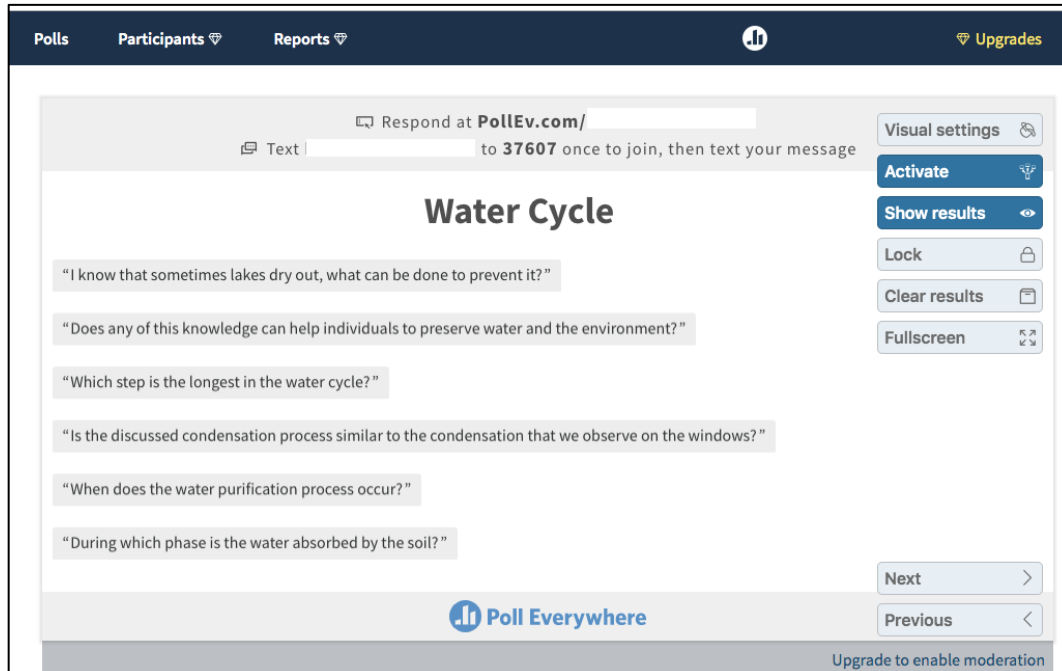 Polls Participants Reports Upgrades
Respond at PollEv.com/
Text to 37607 once to join, then text your message
Visual settings
Activate
Show results
Lock
Clear results
Fullscreen
Water Cycle
“I know that sometimes lakes dry out, what can be done to prevent it?”
“Does any of this knowledge can help individuals to preserve water and the environment?”
“Which step is the longest in the water cycle?”
“Is the discussed condensation process similar to the condensation that we observe on the windows?”
“When does the water purification process occur?”
“During which phase is the water absorbed by the soil?”
Next
Previous
Poll Everywhere
Upgrade to enable moderation